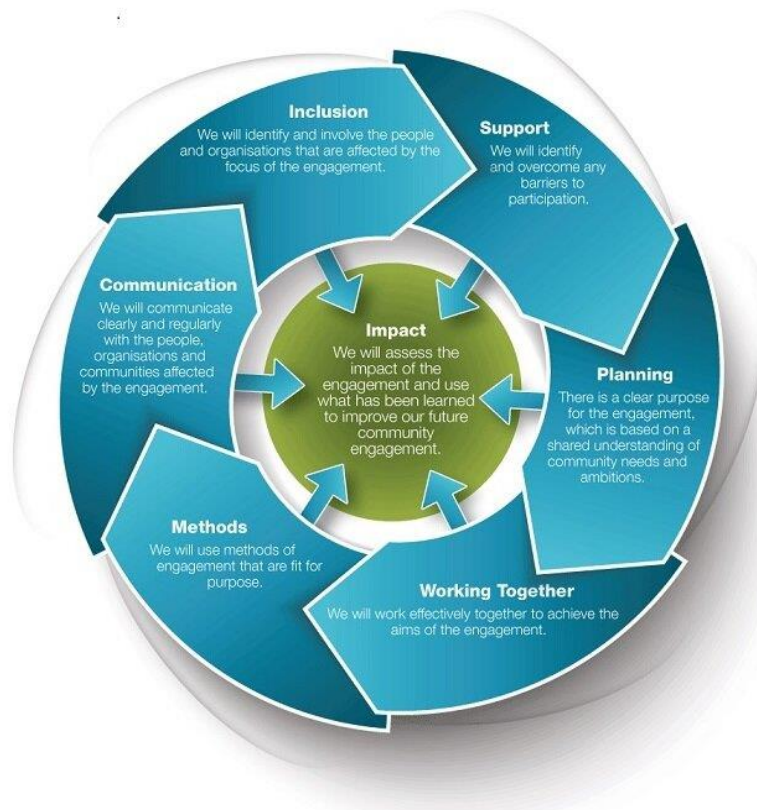 Inclusion
We will identify and involve the people
and organisations that are affected by the
focus of the engagement.
Support
We will identify
and overcome any
barriers to
participation.
Planning
There is a clear purpose
for the engagement,
which is based on a
shared understanding of
community needs and
ambitions.
Working Together
We will work effectively together to achieve the
aims of the engagement.
Methods
We will use methods of
engagement that are fit for
purpose.
Communication
We will communicate
clearly and regularly
with the people,
organisations and
communities affected
by the engagement.
Impact
We will assess the
impact of the
engagement and use
what has been learned
to improve our future
community
engagement.